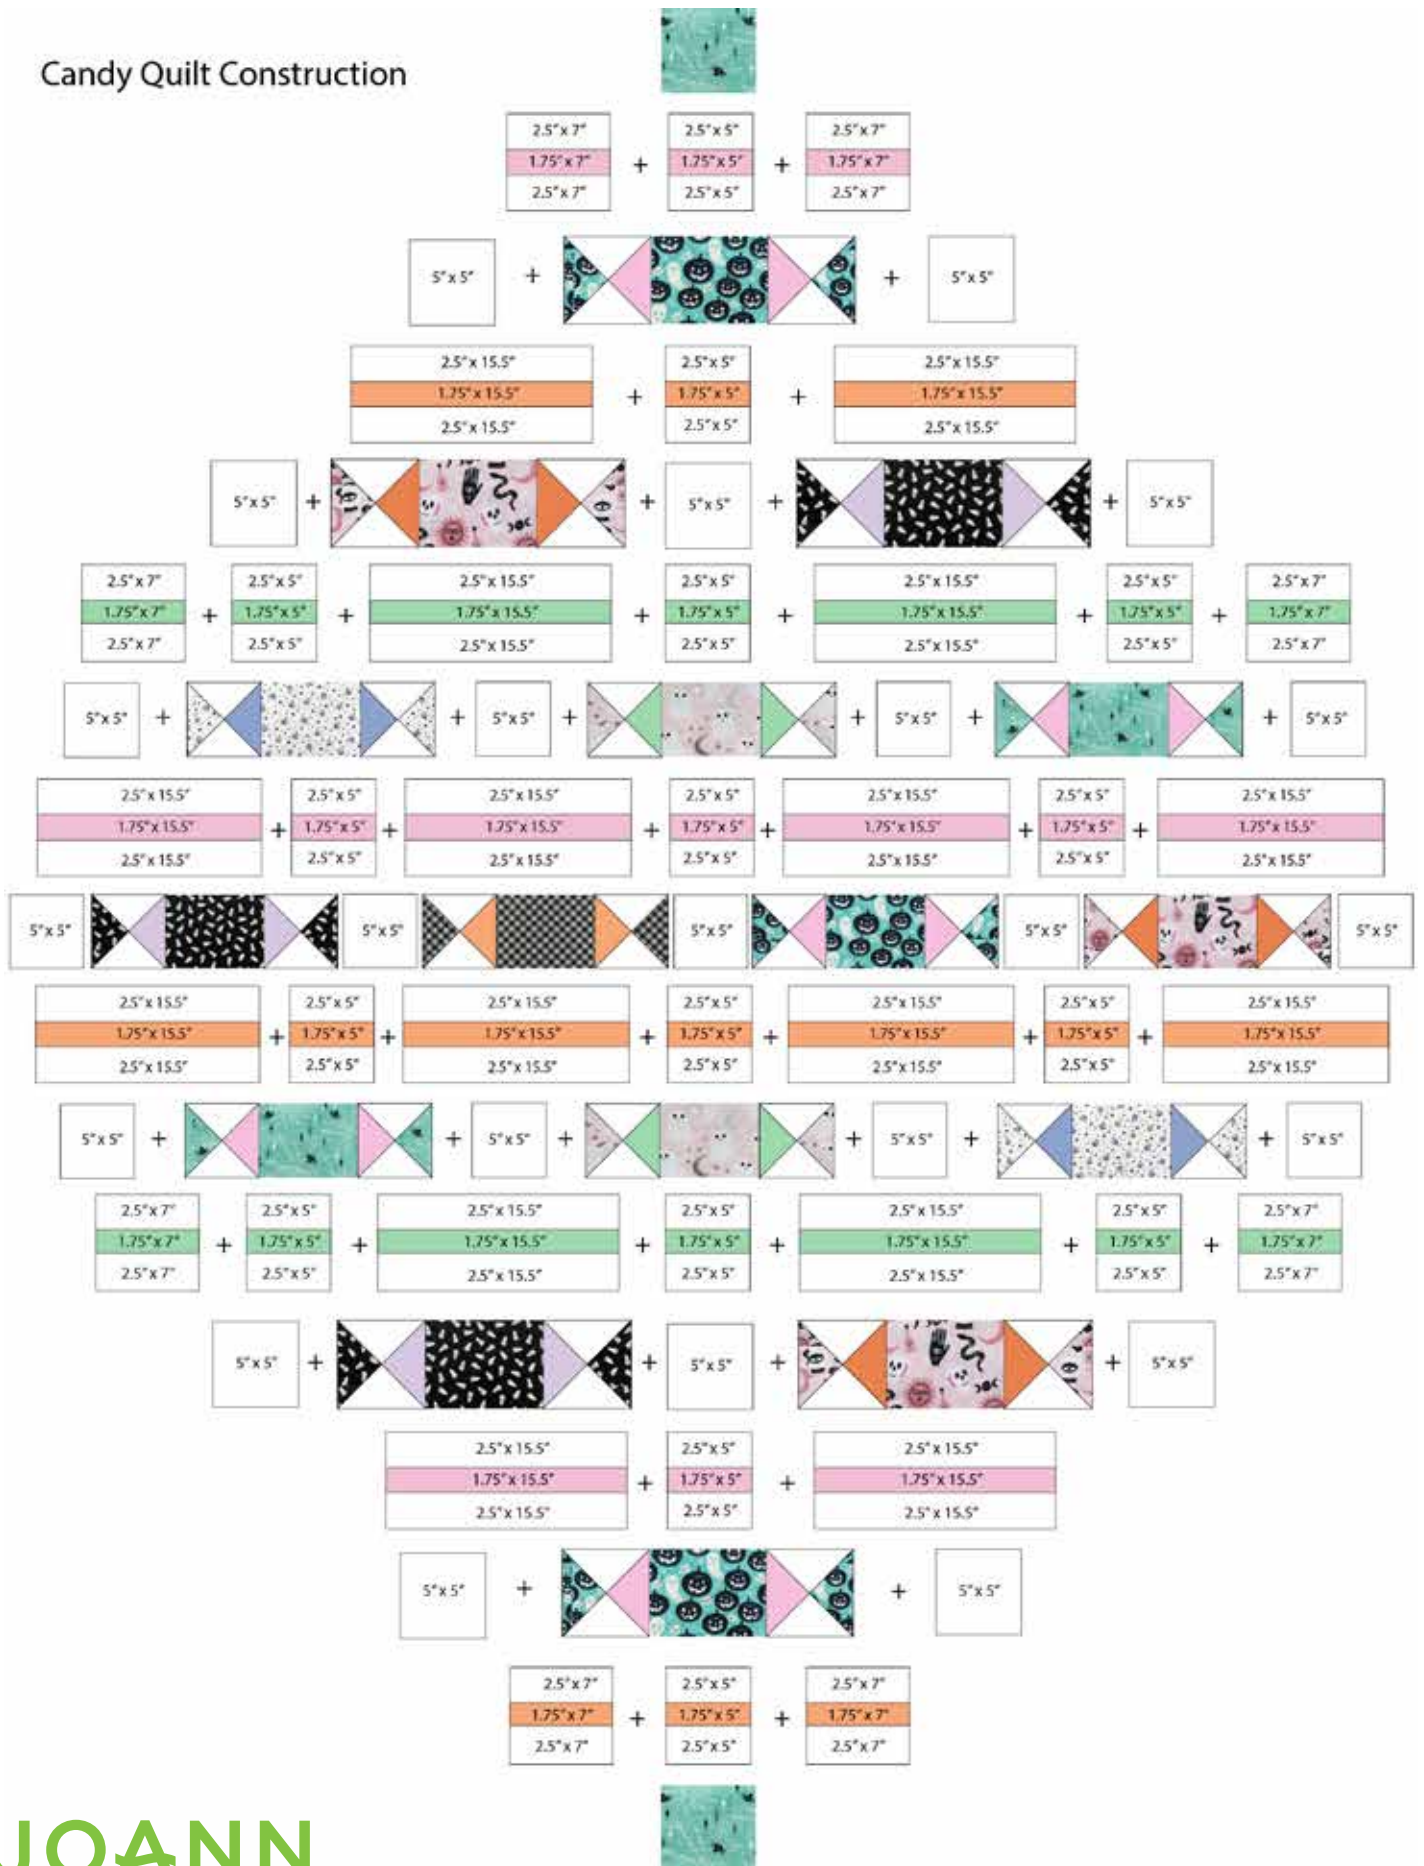 Candy Quilt Construction
2.5"x 7" 2.5"x 5" 2.5"x 7"
1.75"x 7" + 1.75"x 5" + 1.75"x 7"
2.5"x 7" 2.5"x 5" 2.5"x 7"
5"x 5" + + 5"x 5"
2.5"x 15.5" 2.5"x 5" 2.5"x 15.5"
1.75"x 15.5" + 1.75"x 5" + 1.75"x 15.5"
2.5"x 15.5" 2.5"x 5" 2.5"x 15.5"
5"x 5" + + 5"x 5" + + 5"x 5"
2.5"x 7" 2.5"x 5" 2.5"x 15.5" 2.5"x 5" 2.5"x 15.5" 2.5"x 5" 2.5"x 7"
1.75"x 7" + 1.75"x 5" + 1.75"x 15.5" + 1.75"x 5" + 1.75"x 15.5" + 1.75"x 5" + 1.75"x 7"
2.5"x 7" 2.5"x 5" 2.5"x 15.5" 2.5"x 5" 2.5"x 15.5" 2.5"x 5" 2.5"x 7"
5"x 5" + + 5"x 5" + + 5"x 5" + + 5"x 5"
2.5"x 15.5" 2.5"x 5" 2.5"x 15.5" 2.5"x 5" 2.5"x 15.5" 2.5"x 5" 2.5"x 15.5"
1.75"x 15.5" + 1.75"x 5" + 1.75"x 15.5" + 1.75"x 5" + 1.75"x 15.5" + 1.75"x 5" + 1.75"x 15.5"
2.5"x 15.5" 2.5"x 5" 2.5"x 15.5" 2.5"x 5" 2.5"x 15.5" 2.5"x 5" 2.5"x 15.5"
5"x 5" 5"x 5" 5"x 5" 5"x 5" 5"x 5"
2.5"x 15.5" 2.5"x 5" 2.5"x 15.5" 2.5"x 5" 2.5"x 15.5" 2.5"x 5" 2.5"x 15.5"
1.75"x 15.5" + 1.75"x 5" + 1.75"x 15.5" + 1.75"x 5" + 1.75"x 15.5" + 1.75"x 5" + 1.75"x 15.5"
2.5"x 15.5" 2.5"x 5" 2.5"x 15.5" 2.5"x 5" 2.5"x 15.5" 2.5"x 5" 2.5"x 15.5"
5"x 5" + + 5"x 5" + + 5"x 5" + + 5"x 5"
2.5"x 7" 2.5"x 5" 2.5"x 15.5" 2.5"x 5" 2.5"x 15.5" 2.5"x 5" 2.5"x 7"
1.75"x 7" + 1.75"x 5" + 1.75"x 15.5" + 1.75"x 5" + 1.75"x 15.5" + 1.75"x 5" + 1.75"x 7"
2.5"x 7" 2.5"x 5" 2.5"x 15.5" 2.5"x 5" 2.5"x 15.5" 2.5"x 5" 2.5"x 7"
5"x 5" + + 5"x 5" + + 5"x 5"
2.5"x 15.5" 2.5"x 5" 2.5"x 15.5"
1.75"x 15.5" + 1.75"x 5" + 1.75"x 15.5"
2.5"x 15.5" 2.5"x 5" 2.5"x 15.5"
5"x 5" + + 5"x 5"
2.5"x 7" 2.5"x 5" 2.5"x 7"
1.75"x 7" + 1.75"x 5" + 1.75"x 7"
2.5"x 7" 2.5"x 5" 2.5"x 7"
JOANN